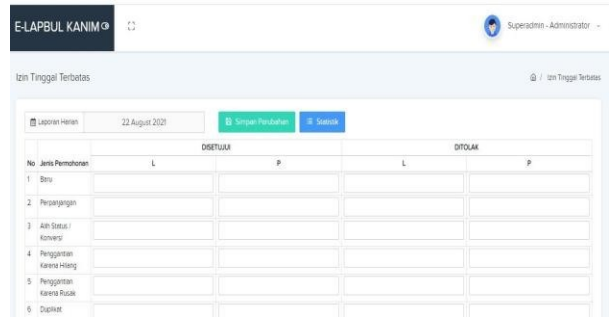 E-LAPBUL KANIM
Superadmin - Administrator
Izin Tinggal Terbatas
/ Izin Tinggal Terbatas
Laporan Harian 22 August 2021 Simpan Perubahan Statistik
DISETUJUI DITOLAK
No Jenis Permohonan L P L P
1 Baru
2 Perpanjangan
3 Alih Status /
Konversi
4 Penggantian
Karena Hilang
5 Penggantian
Karena Rusak
6 Duplikat